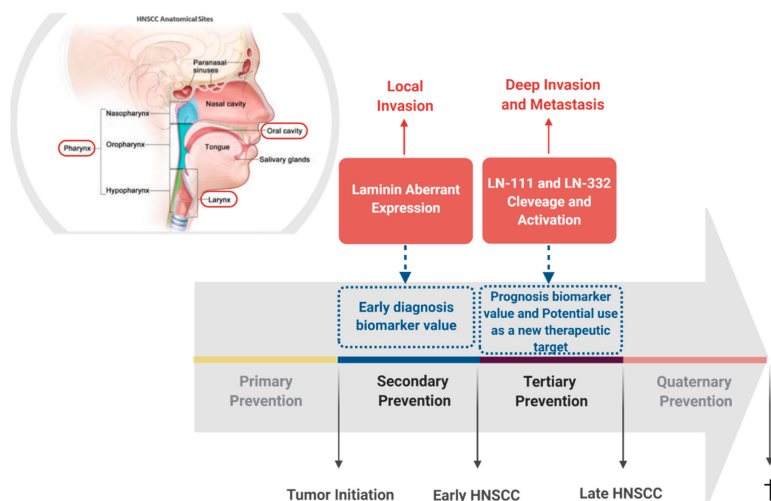 HNSCC Anatomical Sites
Paranasal
sinuses
Nasal cavity
Nasopharynx
Oral cavity
Pharynx
Oropharynx
Tongue
Salivary glands
Hypopharynx
Larynx
Local
Invasion
Deep Invasion
and Metastasis
Laminin Aberrant
Expression
LN-111 and LN-332
Cleveage and
Activation
Early diagnosis
biomarker value
Prognosis biomarker
value and Potential use
as a new therapeutic
target
Primary
Prevention
Secondary
Prevention
Tertiary
Prevention
Quaternary
Prevention
Tumor Initiation
Early HNSCC
Late HNSCC
†